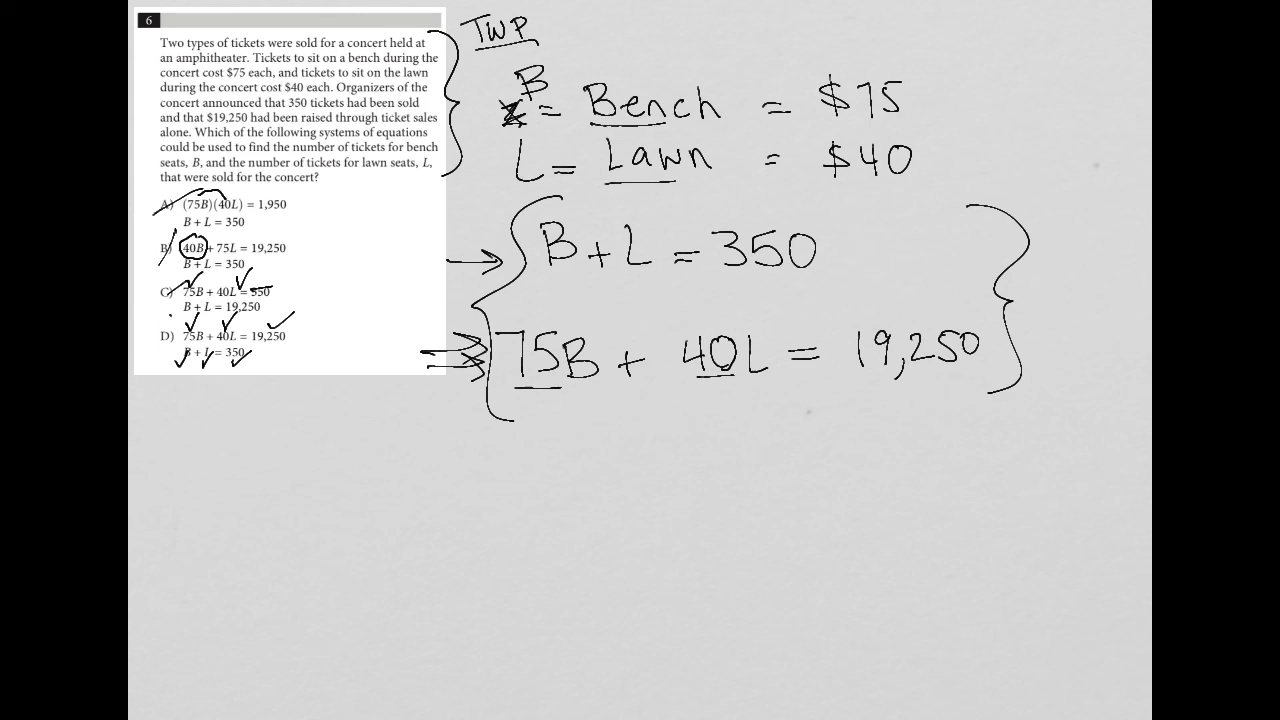 6
Two types of tickets were sold for a concert held at
an amphitheater. Tickets to sit on a bench during the
concert cost $75 each, and tickets to sit on the lawn
during the concert cost $40 each. Organizers of the
concert announced that 350 tickets had been sold
and that $19,250 had been raised through ticket sales
alone. Which of the following systems of equations
could be used to find the number of tickets for bench
seats, B, and the number of tickets for lawn seats, L,
that were sold for the concert?
A) (75B)(40L) = 1,950
B + L = 350
B) 40B + 75L = 19,250
B + L = 350
C) 75B + 40L = 350
B + L = 19,250
D) 75B + 40L = 19,250
B + L = 350
TWP
B = Bench = $75
L = Lawn = $40
B + L = 350
75B + 40L = 19,250